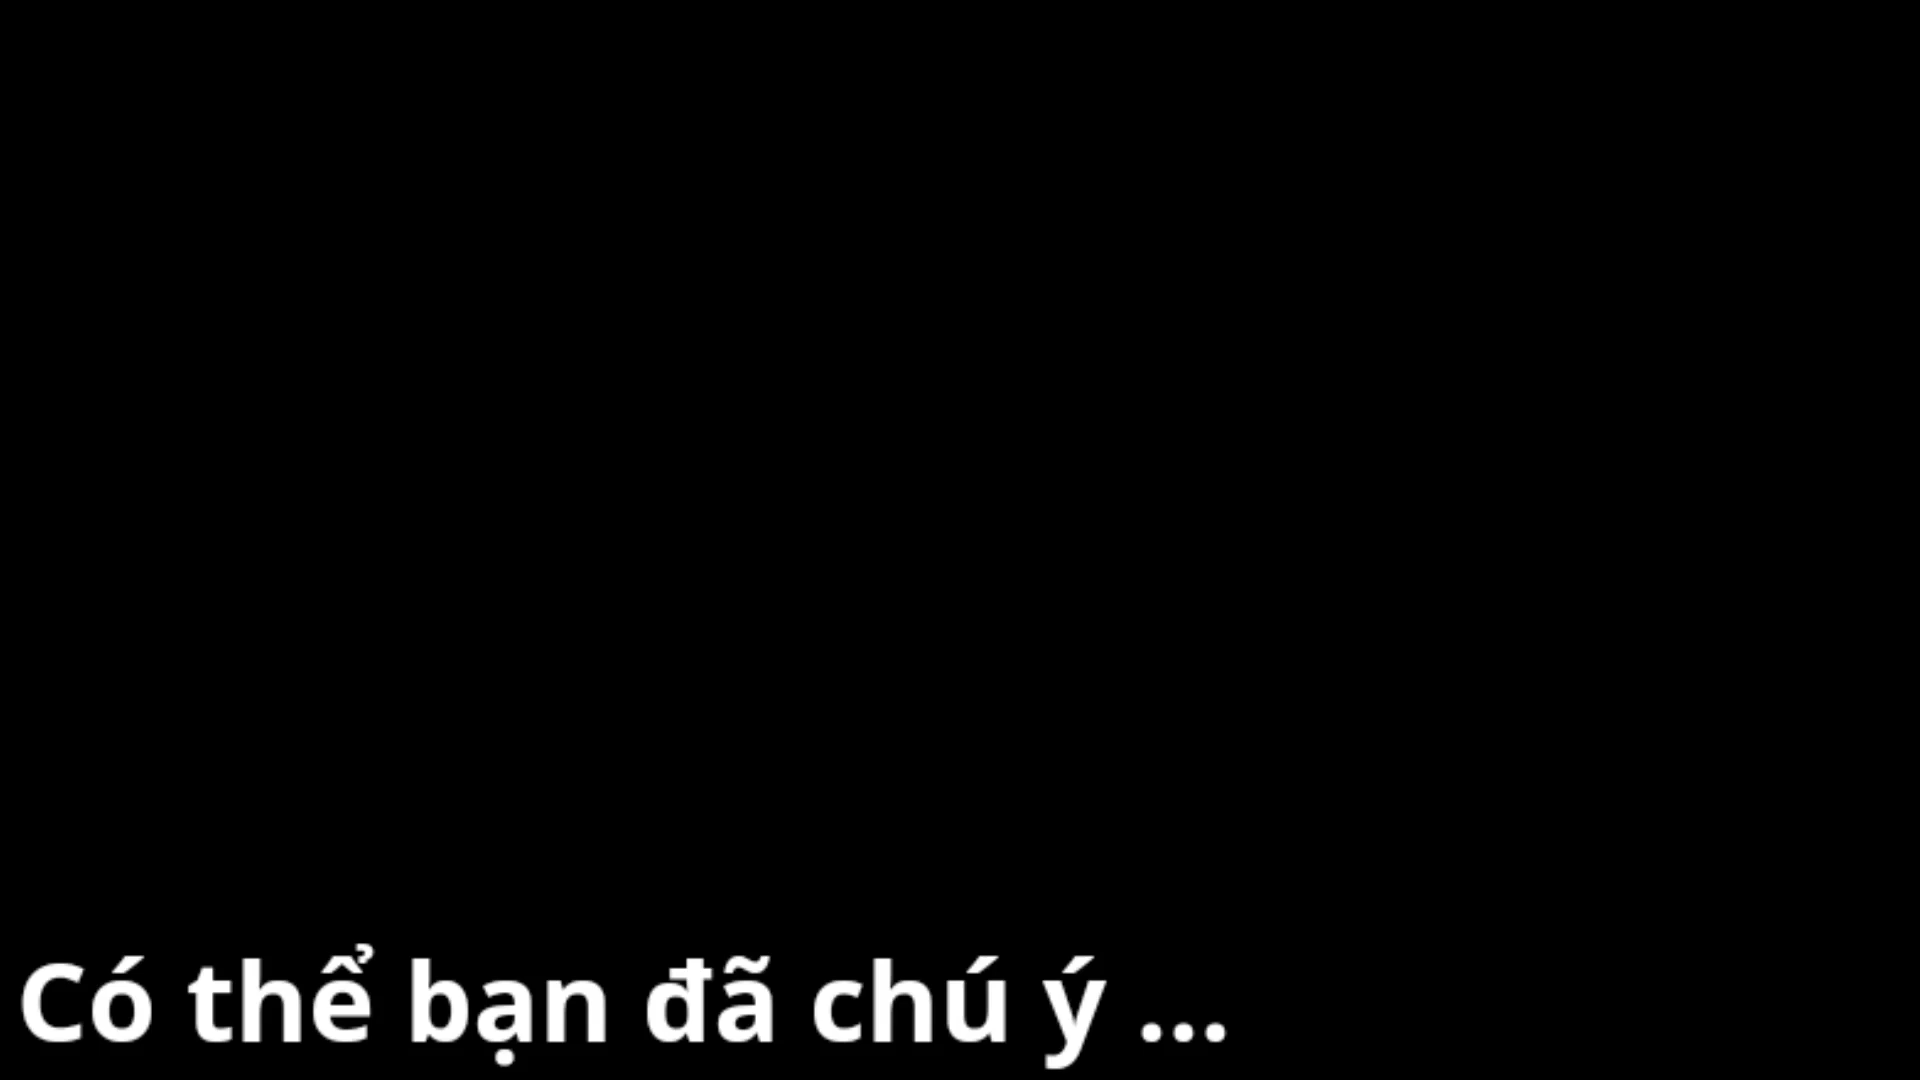 Có thể bạn đã chú ý ...